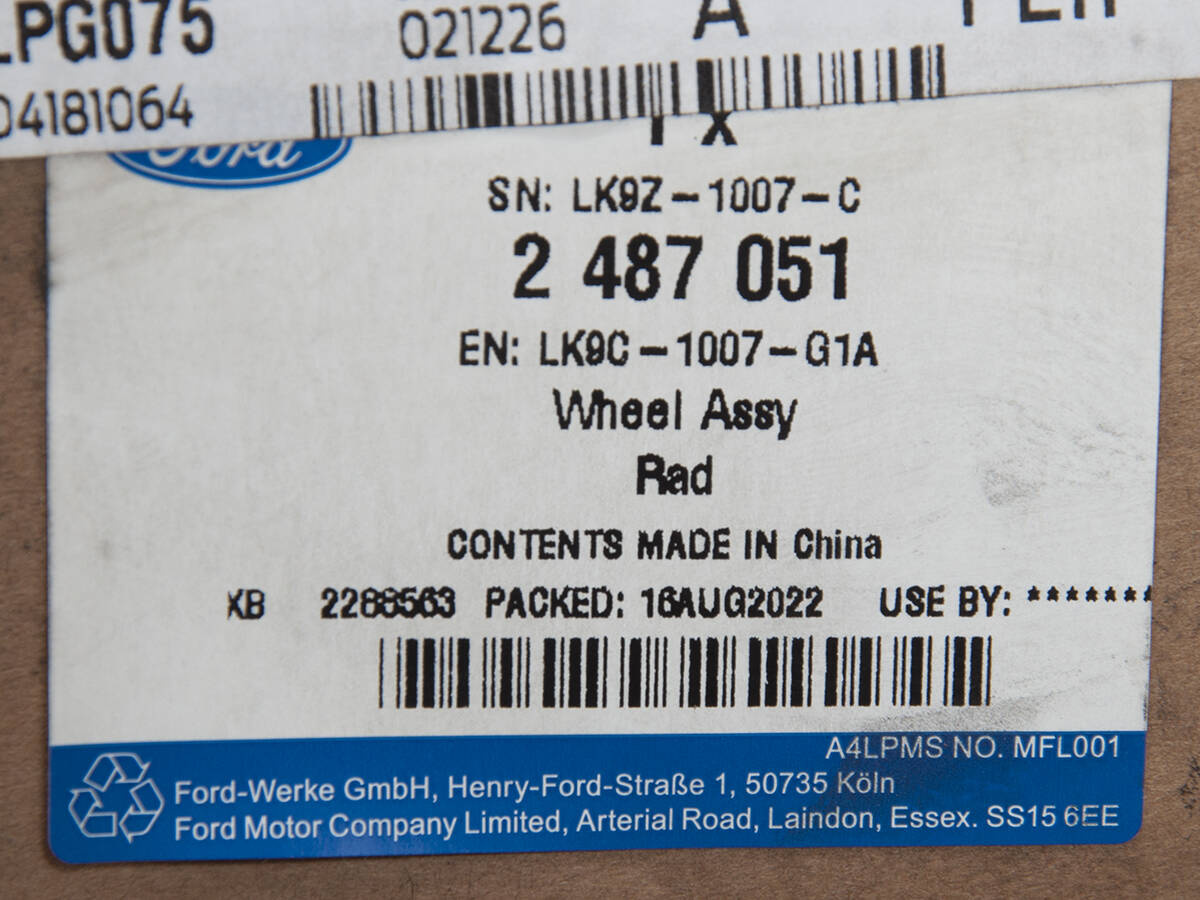 LPG075
021226
A
04181064
Ford
1 x
SN: LK9Z-1007-C
2 487 051
EN: LK9C-1007-G1A
Wheel Assy
Rad
CONTENTS MADE IN China
XB 2288563 PACKED: 16AUG2022 USE BY: *******
A4LPMS NO. MFL001
Ford-Werke GmbH, Henry-Ford-Straße 1, 50735 Köln
Ford Motor Company Limited, Arterial Road, Laindon, Essex. SS15 6EE